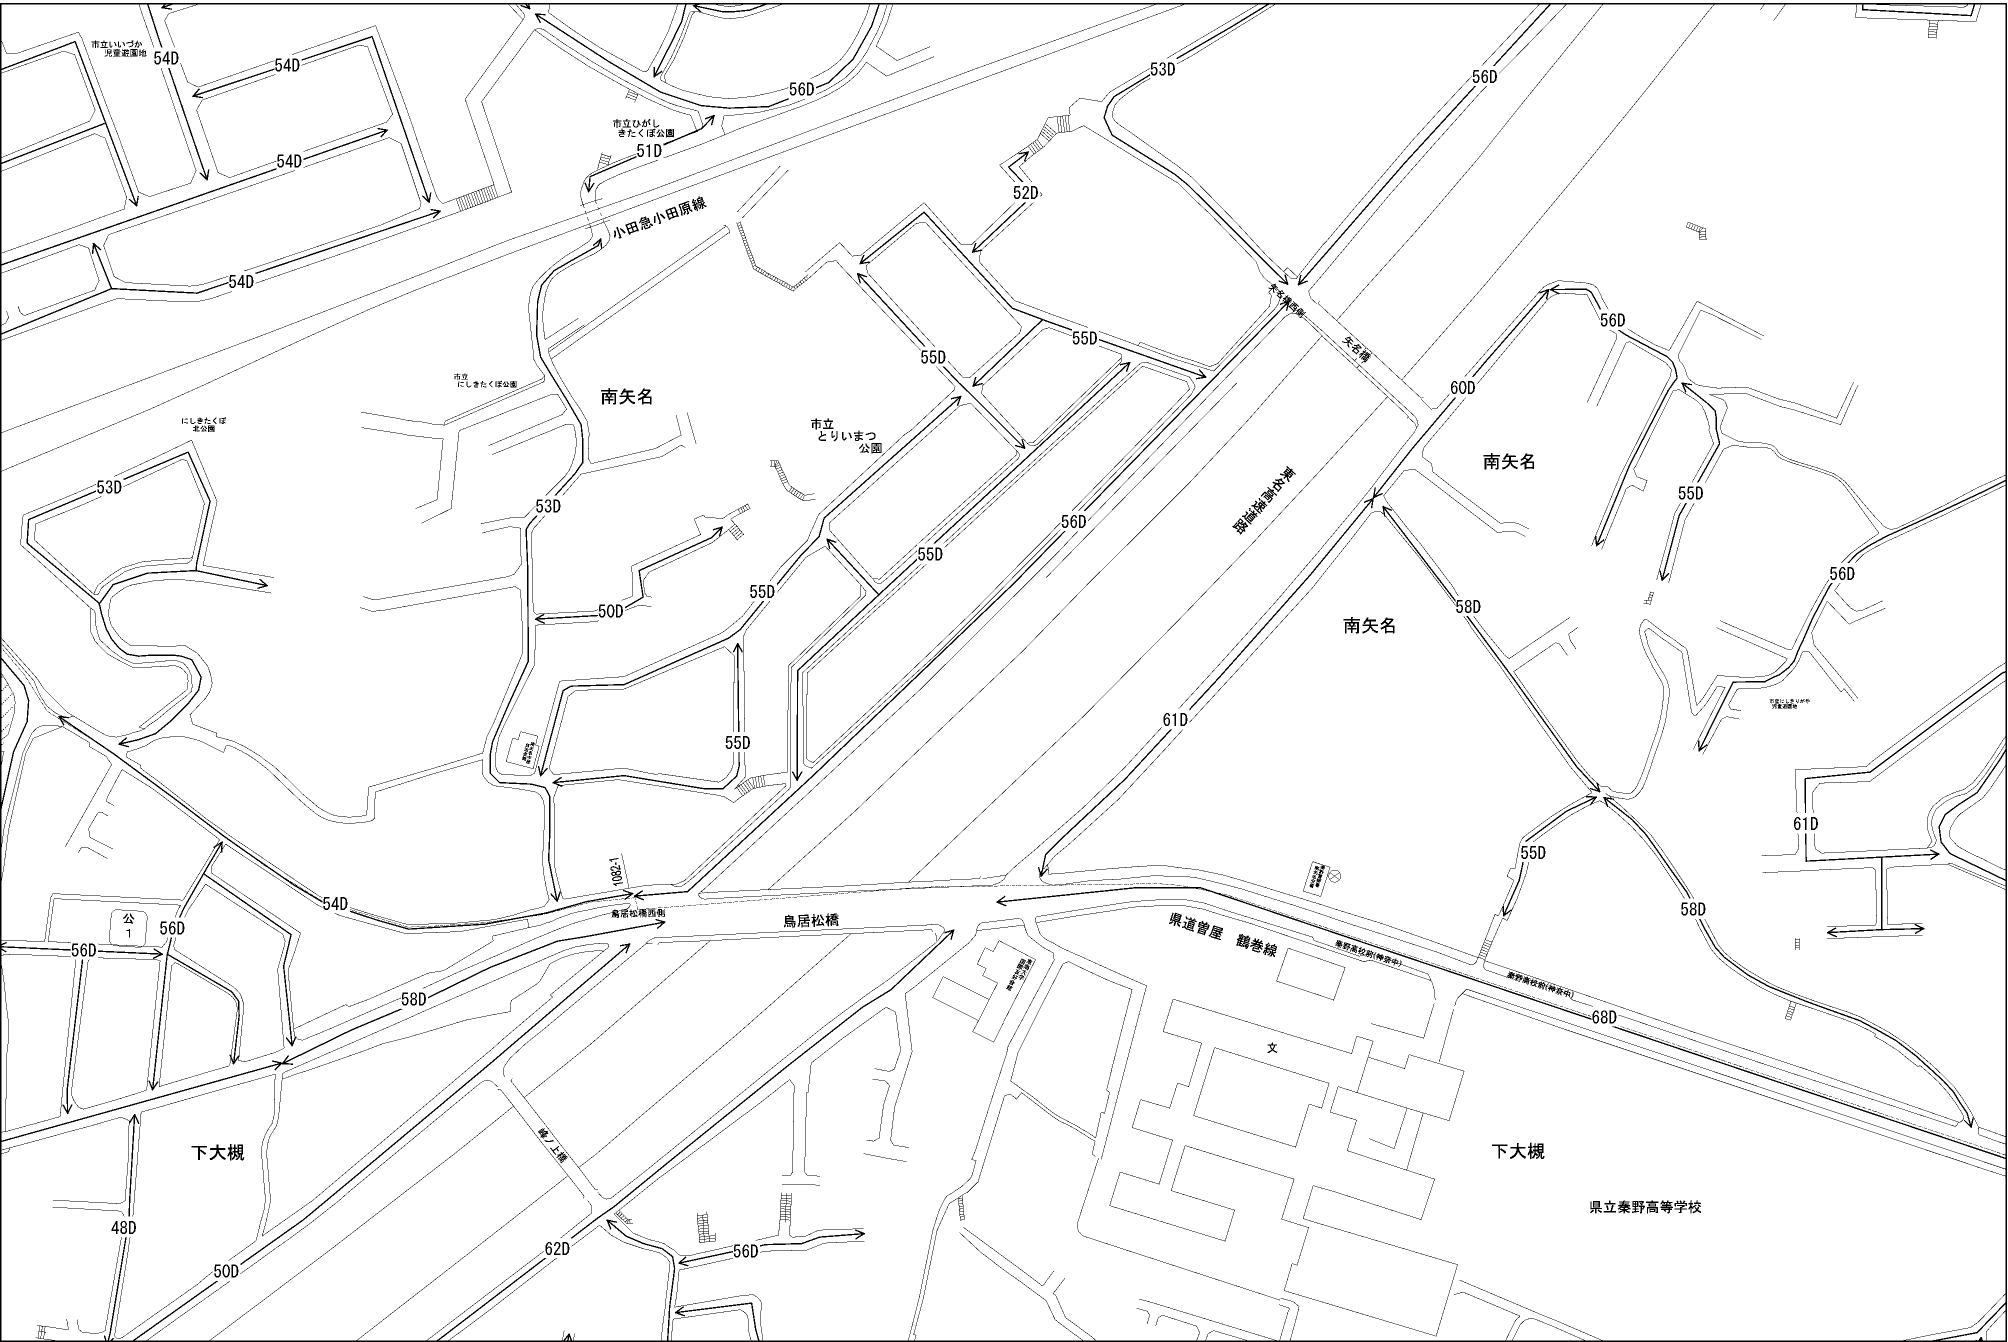 市立いいづか
児童遊園地
54D
54D
56D
53D
56D
市立ひがし
きたくぼ公園
51D
54D
52D
小田急小田原線
54D
矢名橋西側
56D
矢名橋
55D
55D
60D
市立
にしきたくぼ公園
南矢名
にしきたくぼ
北公園
市立
とりいまつ
公園
南矢名
東名高速道路
53D
53D
55D
56D
55D
56D
55D
50D
58D
南矢名
61D
55D
61D
54D
1082-1
55D
公
1
56D
56D
鳥居松橋西側
鳥居松橋
58D
県道曽屋 鶴巻線
秦野高校前(神奈中)
秦野高校前(神奈中)
58D
68D
文
峰ノ上橋
下大槻
下大槻
県立秦野高等学校
48D
50D
62D
56D